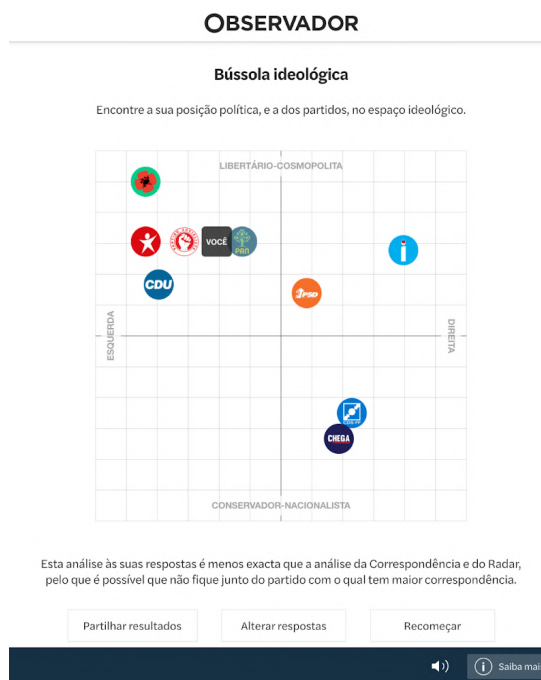 OBSERVADOR
Bússola ideológica
Encontre a sua posição política, e a dos partidos, no espaço ideológico.
LIBERTÁRIO-COSMOPOLITA
VOCÊ
PAN
i
CDU
PSD
ESQUERDA
DIREITA
CDS-PP
CHEGA
CONSERVADOR-NACIONALISTA
Esta análise às suas respostas é menos exacta que a análise da Correspondência e do Radar,
pelo que é possível que não fique junto do partido com o qual tem maior correspondência.
Partilhar resultados
Alterar respostas
Recomeçar
i
Saiba mai